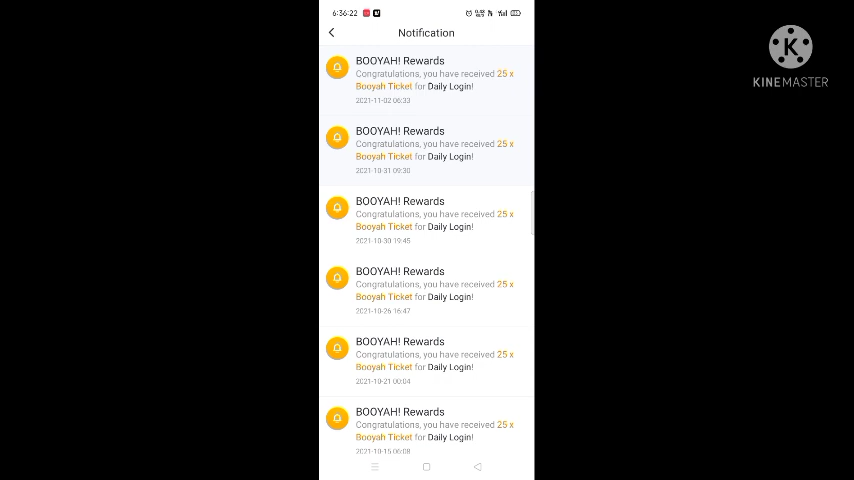 6:36:22
Notification
BOOYAH! Rewards
Congratulations, you have received 25 x
Booyah Ticket for Daily Login!
2021-11-02 06:33
BOOYAH! Rewards
Congratulations, you have received 25 x
Booyah Ticket for Daily Login!
2021-10-31 09:30
BOOYAH! Rewards
Congratulations, you have received 25 x
Booyah Ticket for Daily Login!
2021-10-30 19:45
BOOYAH! Rewards
Congratulations, you have received 25 x
Booyah Ticket for Daily Login!
2021-10-26 16:47
BOOYAH! Rewards
Congratulations, you have received 25 x
Booyah Ticket for Daily Login!
2021-10-21 00:04
BOOYAH! Rewards
Congratulations, you have received 25 x
Booyah Ticket for Daily Login!
2021-10-15 06:08
K
KINEMASTER